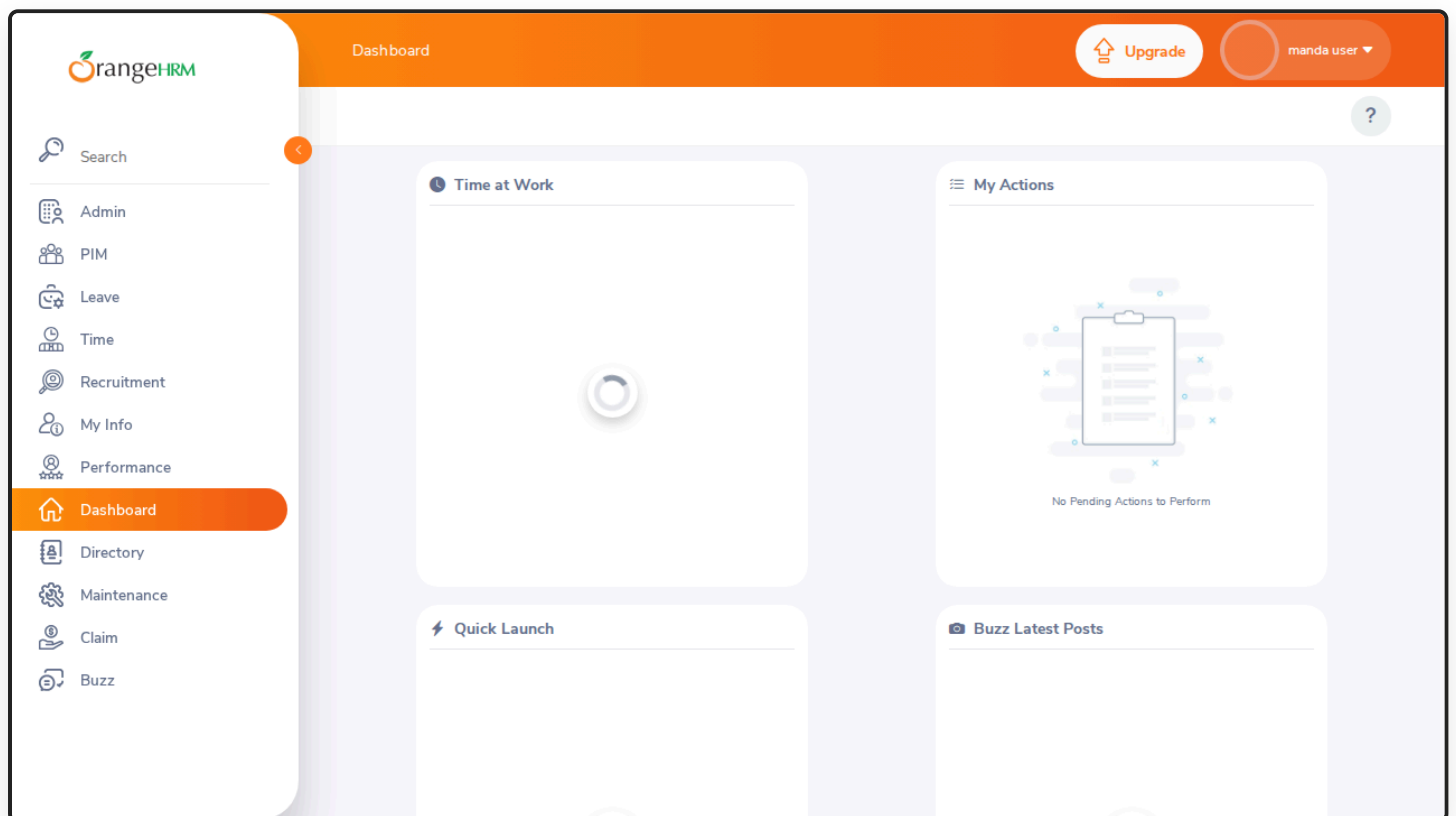 OrangeHRM
Dashboard
Upgrade
manda user
?
Search
Admin
PIM
Leave
Time
Recruitment
My Info
Performance
Dashboard
Directory
Maintenance
Claim
Buzz
Time at Work
My Actions
No Pending Actions to Perform
Quick Launch
Buzz Latest Posts